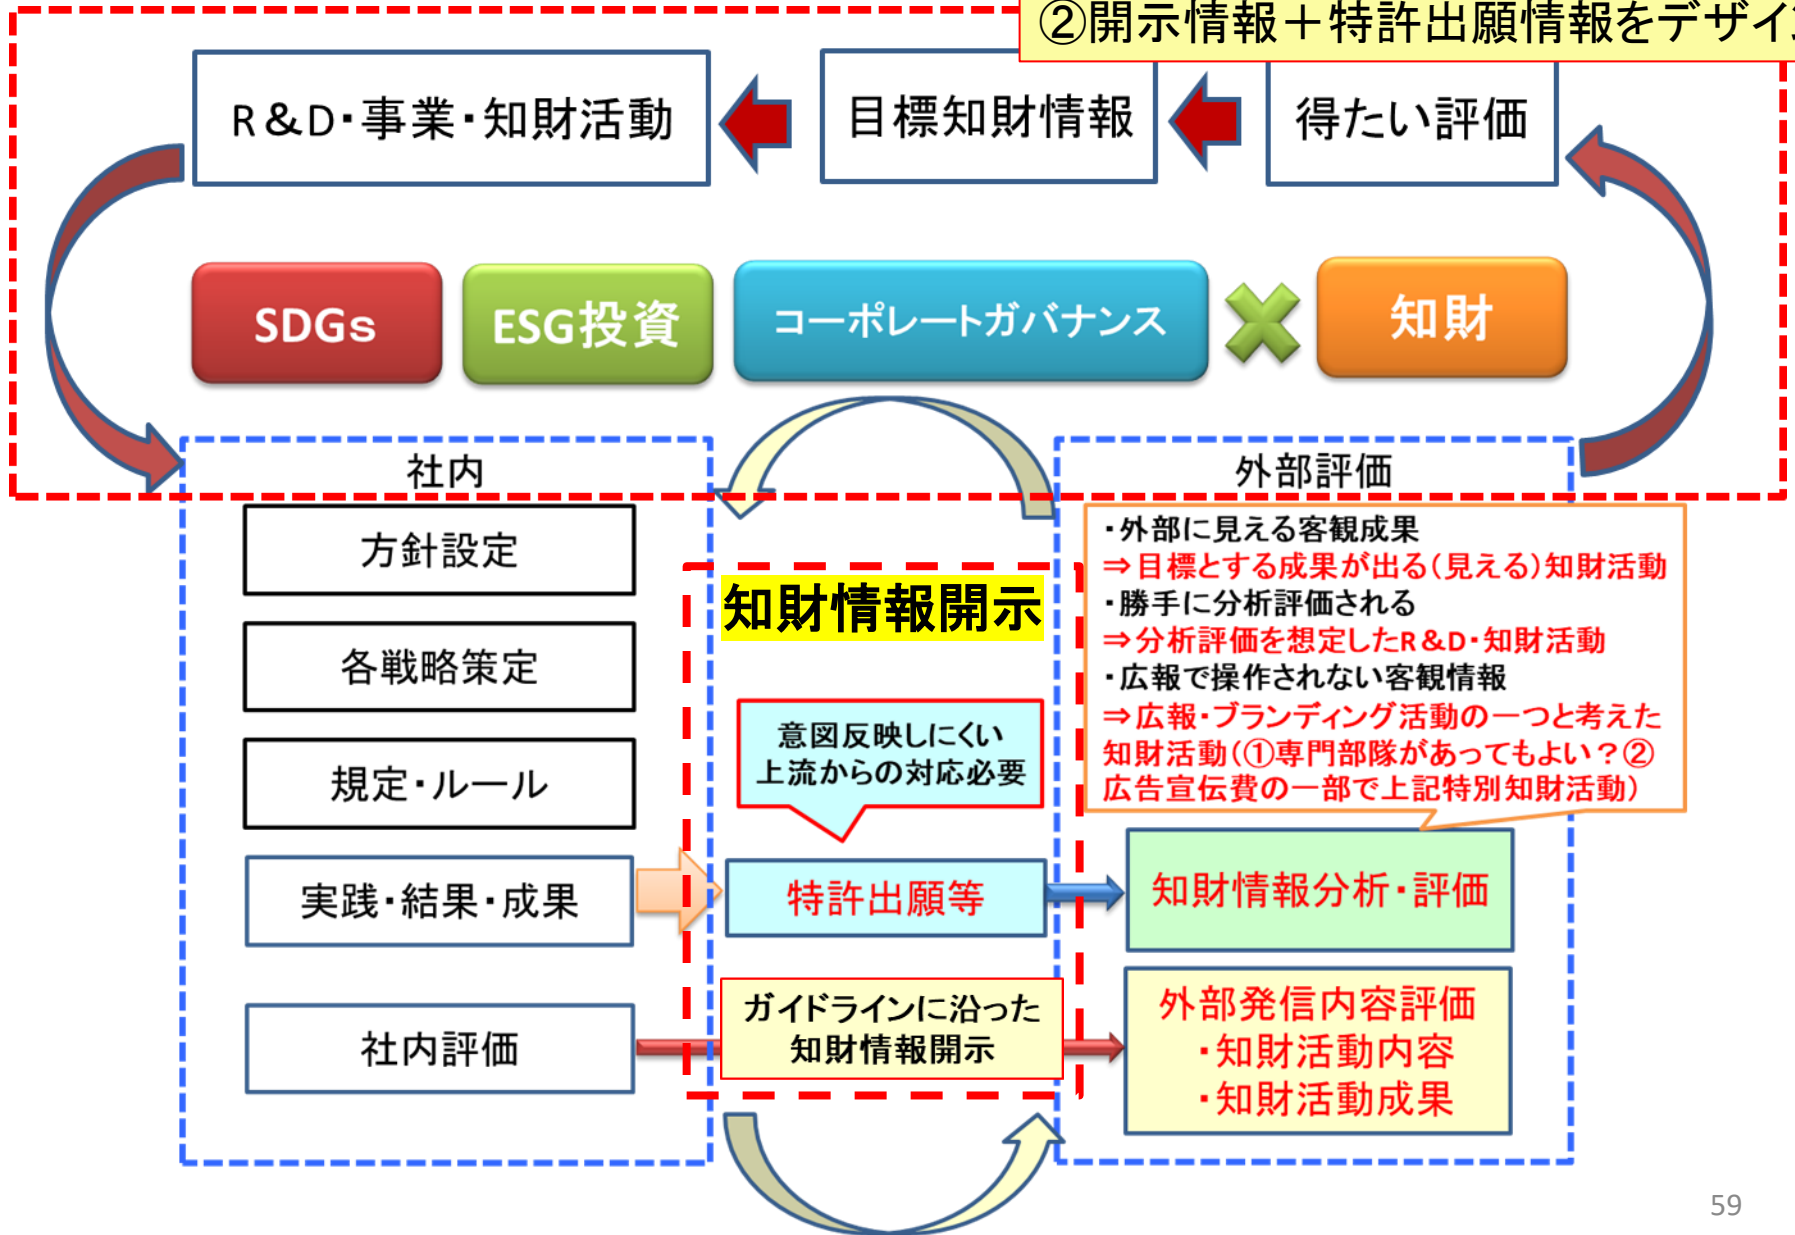 ②開示情報＋特許出願情報をデザイ
R＆D・事業・知財活動
目標知財情報
得たい評価
SDGs
ESG投資
コーポレートガバナンス
知財
社内
方針設定
各戦略策定
規定・ルール
実践・結果・成果
社内評価
知財情報開示
意図反映しにくい
上流からの対応必要
特許出願等
ガイドラインに沿った
知財情報開示
外部評価
・外部に見える客観成果
⇒目標とする成果が出る（見える）知財活動
・勝手に分析評価される
⇒分析評価を想定したR＆D・知財活動
・広報で操作されない客観情報
⇒広報・ブランディング活動の一つと考えた
知財活動（①専門部隊があってもよい？②
広告宣伝費の一部で上記特別知財活動）
知財情報分析・評価
外部発信内容評価
・知財活動内容
・知財活動成果
59